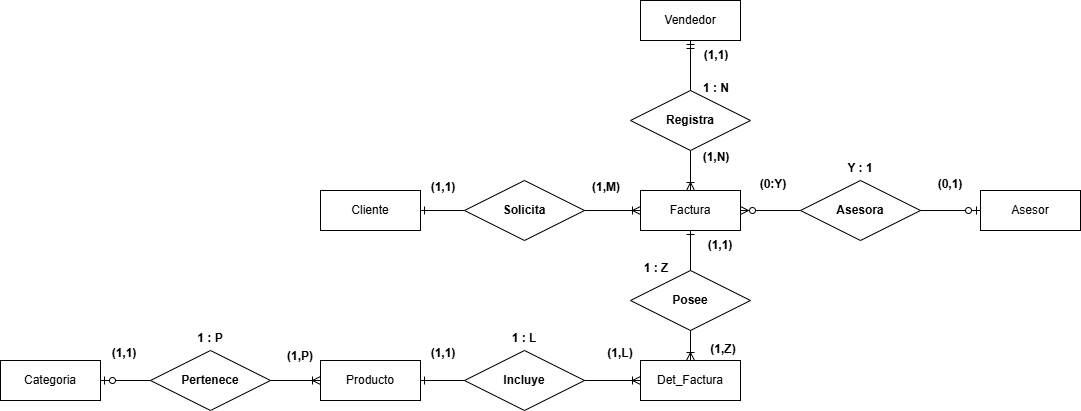 Vendedor
(1,1)
1 : N
Registra
(1,N)
Cliente
(1,1)
Solicita
(1,M)
Factura
(0:Y)
Y : 1
Asesora
(0,1)
Asesor
(1,1)
1 : Z
Posee
(1,Z)
Categoria
(1,1)
1 : P
Pertenece
(1,P)
Producto
(1,1)
1 : L
Incluye
(1,L)
Det_Factura